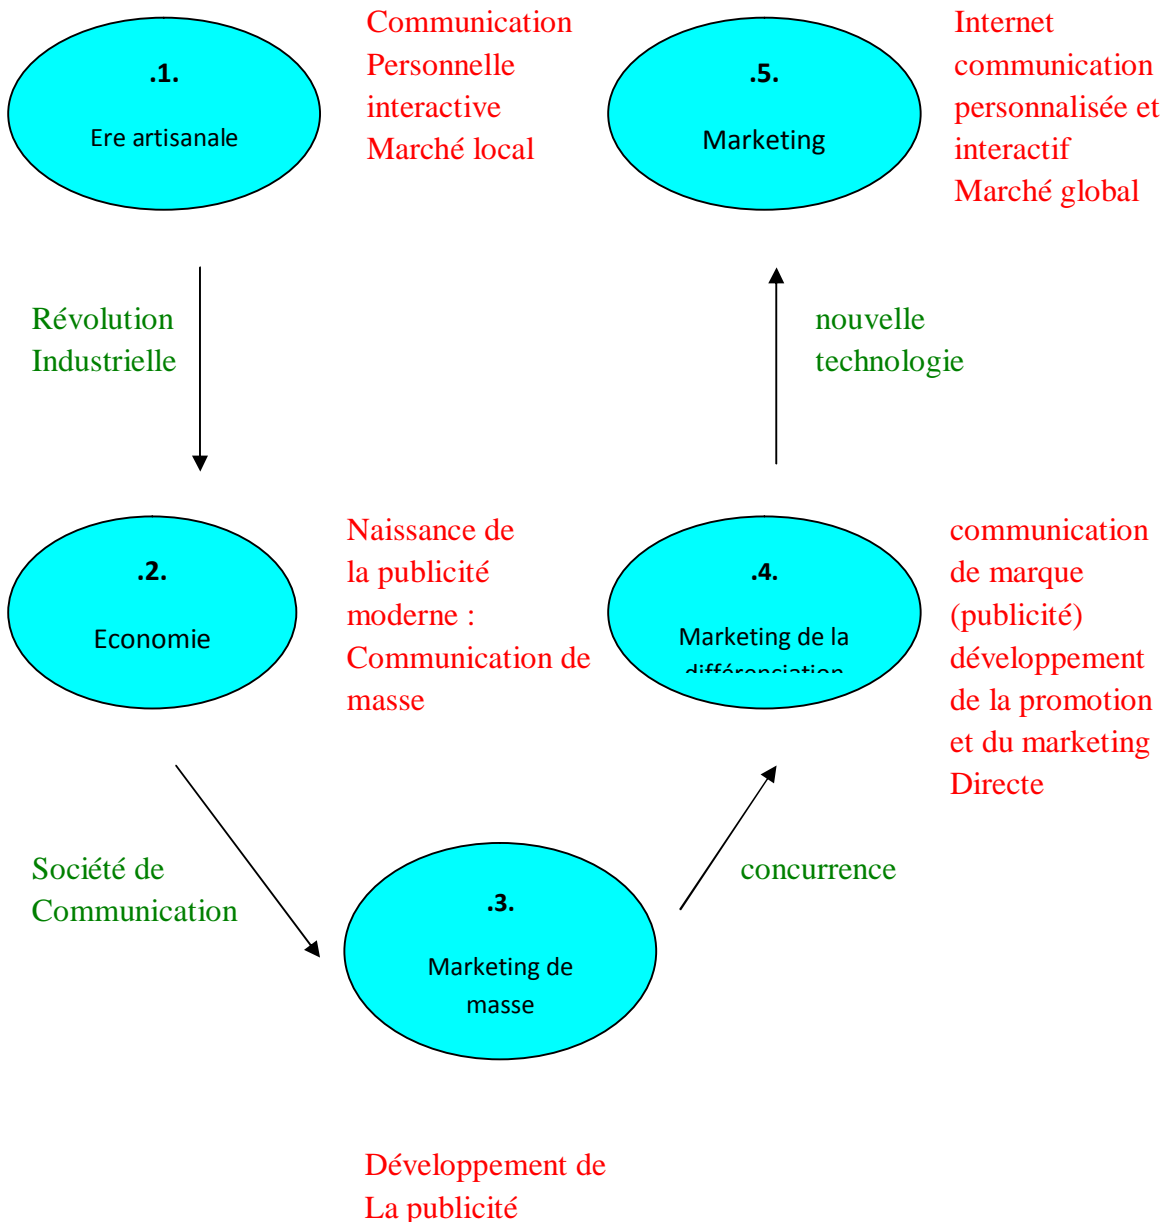 .1.
Ere artisanale
Communication
Personnelle
interactive
Marché local
.5.
Marketing
Internet
communication
personnalisée et
interactif
Marché global
Révolution
Industrielle
nouvelle
technologie
.2.
Economie
Naissance de
la publicité
moderne :
Communication de
masse
.4.
Marketing de la
différenciation
communication
de marque
(publicité)
développement
de la promotion
et du marketing
Directe
Société de
Communication
.3.
Marketing de
masse
concurrence
Développement de
La publicité